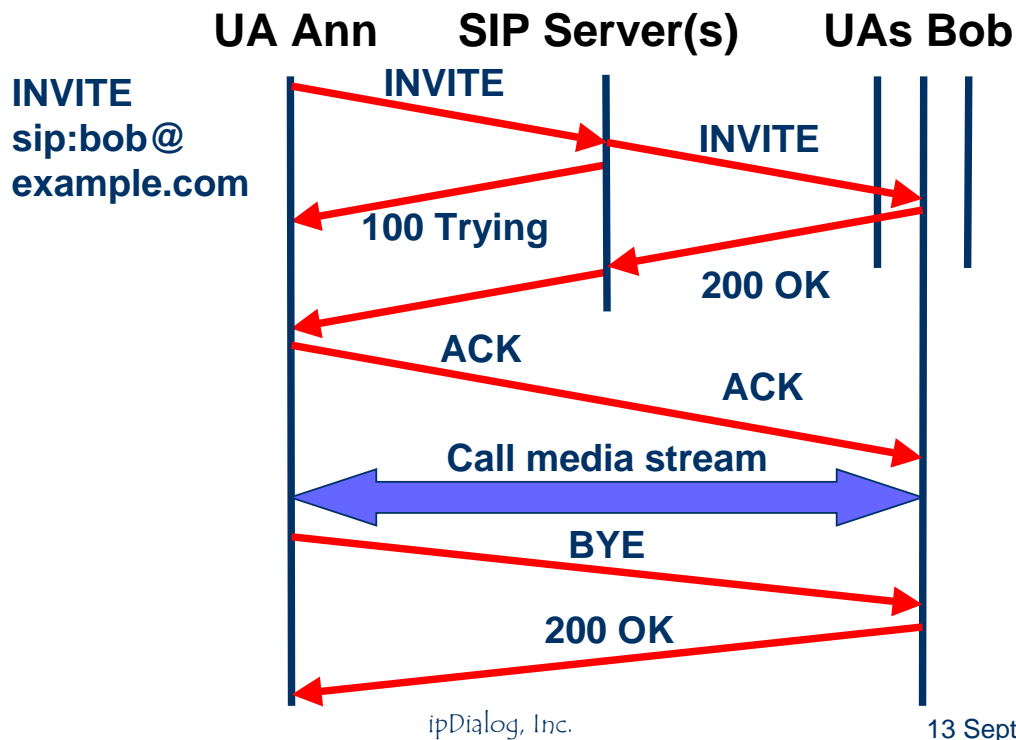 UA Ann SIP Server(s) UAs Bob
INVITE
sip:bob@
example.com
INVITE
INVITE
100 Trying
200 OK
ACK
ACK
Call media stream
BYE
200 OK
ipDialog, Inc.
13 Sept